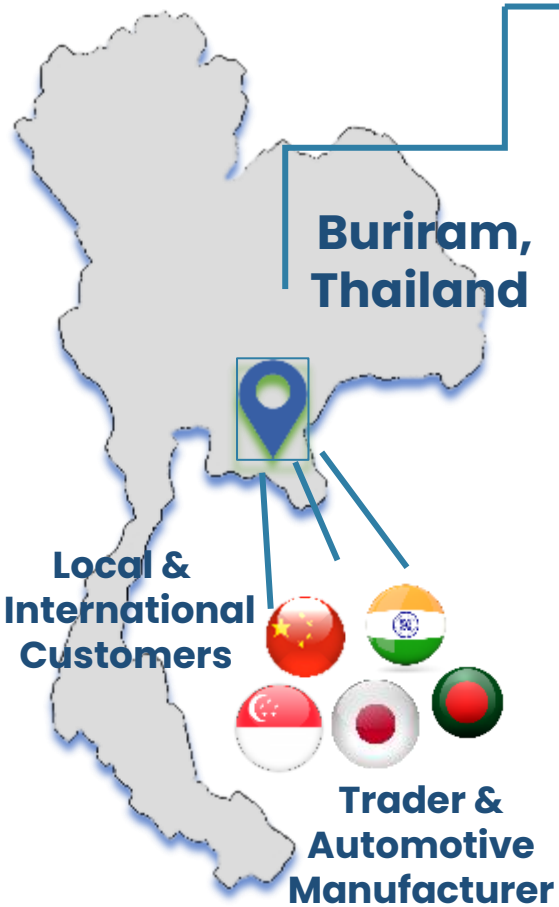 Buriram,
Thailand
Local &
International
Customers
Trader &
Automotive
Manufacturer